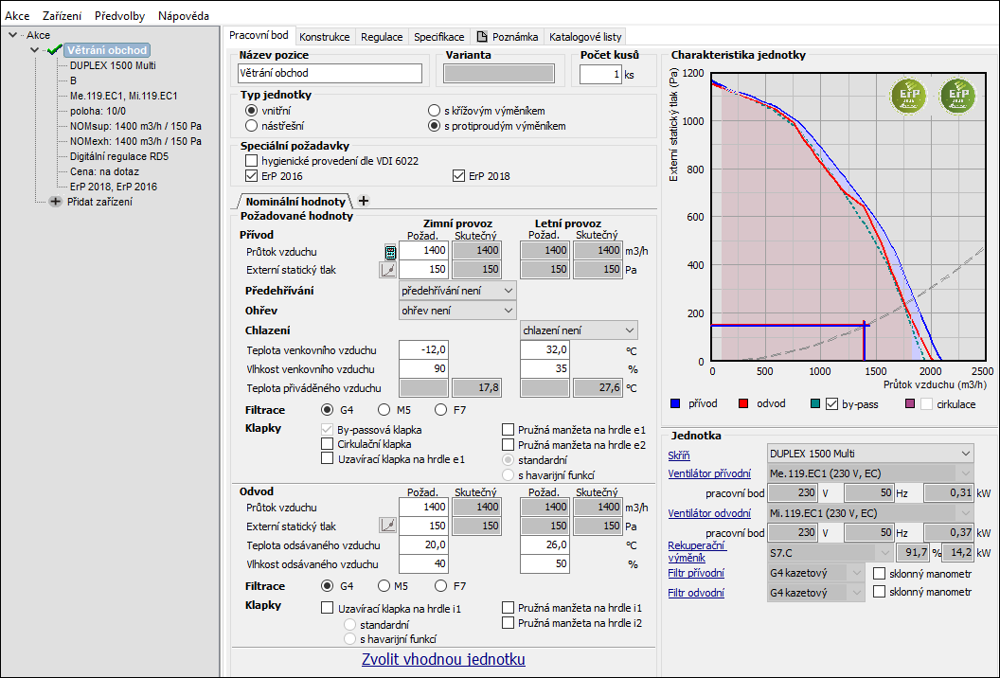 Akce Zařízení Předvolby Nápověda
Akce
Větrání obchod
DUPLEX 1500 Multi
B
Me.119.EC1, Mi.119.EC1
poloha: 10/0
NOMsup: 1400 m3/h / 150 Pa
NOMexh: 1400 m3/h / 150 Pa
Digitální regulace RD5
Cena: na dotaz
ErP 2018, ErP 2016
Přidat zařízení
Pracovní bod Konstrukce Regulace Specifikace Poznámka Katalogové listy
Název pozice Varianta Počet kusů
Větrání obchod 1 ks
Typ jednotky
vnitřní s křížovým výměníkem
nástřešní s protiproudým výměníkem
Speciální požadavky
hygienické provedení dle VDI 6022
ErP 2016 ErP 2018
Nominální hodnoty
Požadované hodnoty
Zimní provoz Letní provoz
Přívod Požad. Skutečný Požad. Skutečný
Průtok vzduchu 1400 1400 1400 1400 m3/h
Externí statický tlak 150 150 150 150 Pa
Předehřívání předehřívání není
Ohřev ohřev není
Chlazení chlazení není
Teplota venkovního vzduchu -12,0 32,0 °C
Vlhkost venkovního vzduchu 90 35 %
Teplota přiváděného vzduchu 17,8 27,6 °C
Filtrace G4 M5 F7
Klapky By-passová klapka Pružná manžeta na hrdle e1
Cirkulační klapka Pružná manžeta na hrdle e2
Uzavírací klapka na hrdle e1 standardní
s havarijní funkcí
Odvod Požad. Skutečný Požad. Skutečný
Průtok vzduchu 1400 1400 1400 1400 m3/h
Externí statický tlak 150 150 150 150 Pa
Teplota odsávaného vzduchu 20,0 26,0 °C
Vlhkost odsávaného vzduchu 40 50 %
Filtrace G4 M5 F7
Klapky Uzavírací klapka na hrdle i1 Pružná manžeta na hrdle i1
standardní Pružná manžeta na hrdle i2
s havarijní funkcí
Zvolit vhodnou jednotku
Charakteristika jednotky
Externí statický tlak (Pa)
1200
1000
800
600
400
200
0
ErP 2016 ErP 2018
0 500 1000 1500 2000 2500
Průtok vzduchu (m3/h)
přívod odvod by-pass cirkulace
Jednotka
Skříň DUPLEX 1500 Multi
Ventilátor přívodní Me.119.EC1 (230 V, EC)
pracovní bod 230 V 50 Hz 0,31 kW
Ventilátor odvodní Mi.119.EC1 (230 V, EC)
pracovní bod 230 V 50 Hz 0,37 kW
Rekuperační
výměník S7.C 91,7 % 14,2 kW
Filtr přívodní G4 kazetový sklonný manometr
Filtr odvodní G4 kazetový sklonný manometr